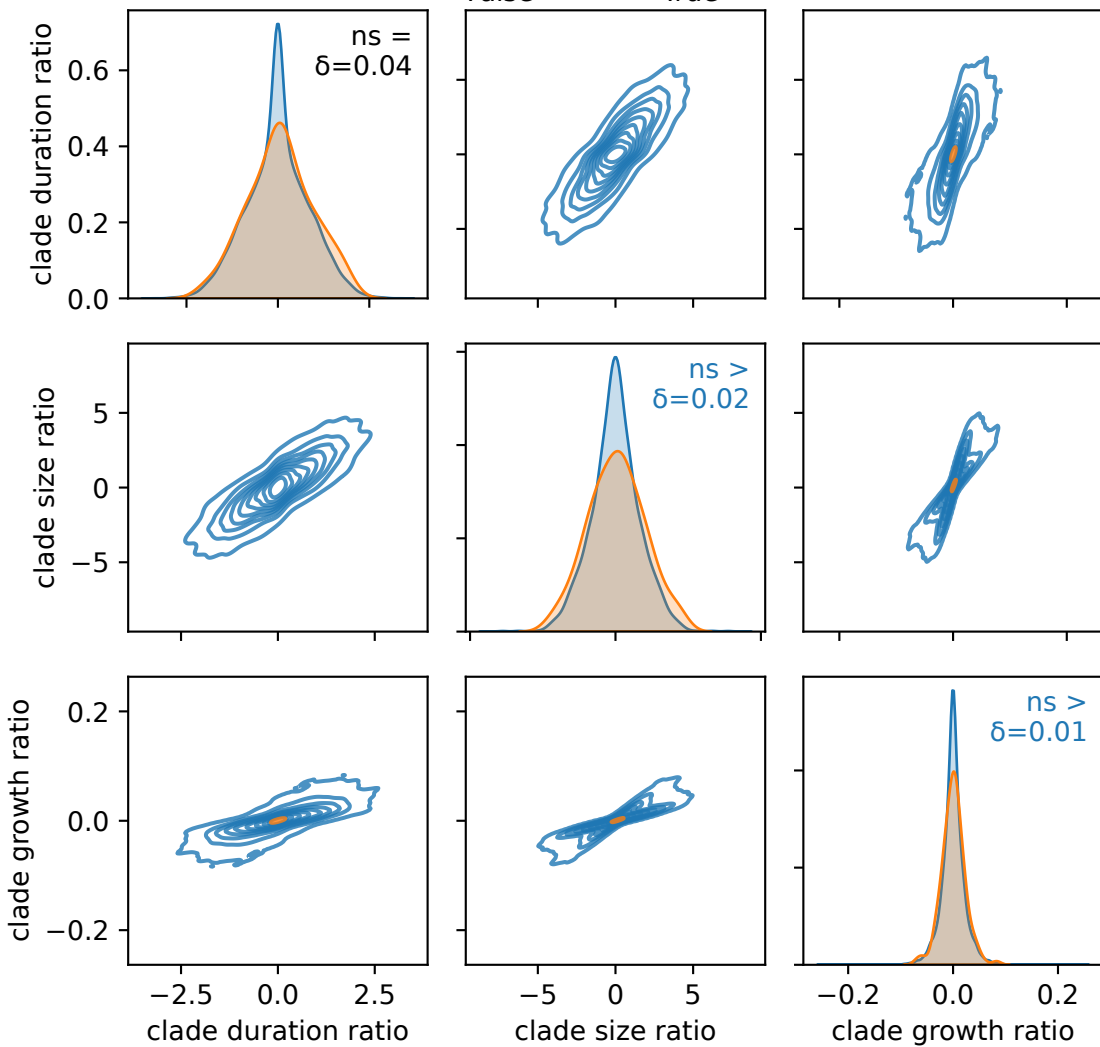 clade duration ratio
0.6
0.4
0.2
0.0
ns =
δ=0.04
clade size ratio
5
0
−5
ns >
δ=0.02
clade growth ratio
0.2
0.0
−0.2
ns >
δ=0.01
−2.5 0.0 2.5
−5 0 5
−0.2 0.0 0.2
clade duration ratio
clade size ratio
clade growth ratio